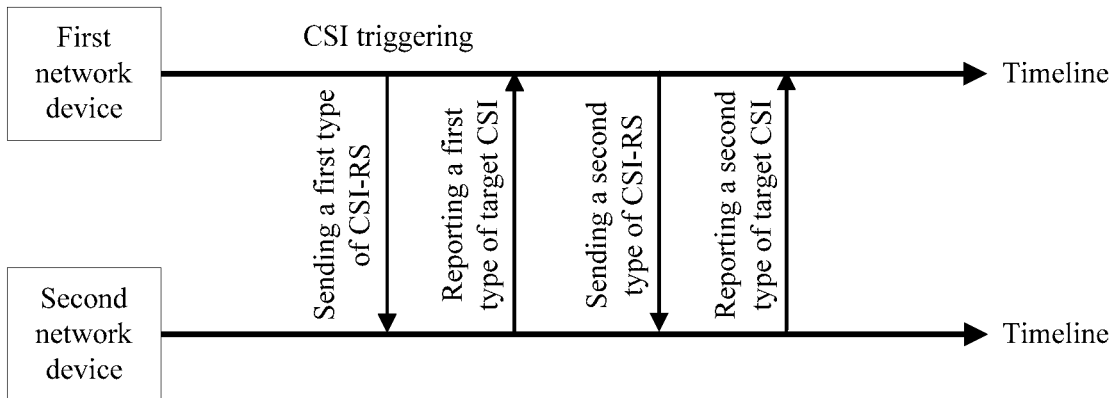 First
network
device
CSI triggering
Timeline
Sending a first type
of CSI-RS
Reporting a first
type of target CSI
Sending a second
type of CSI-RS
Reporting a second
type of target CSI
Second
network
device
Timeline